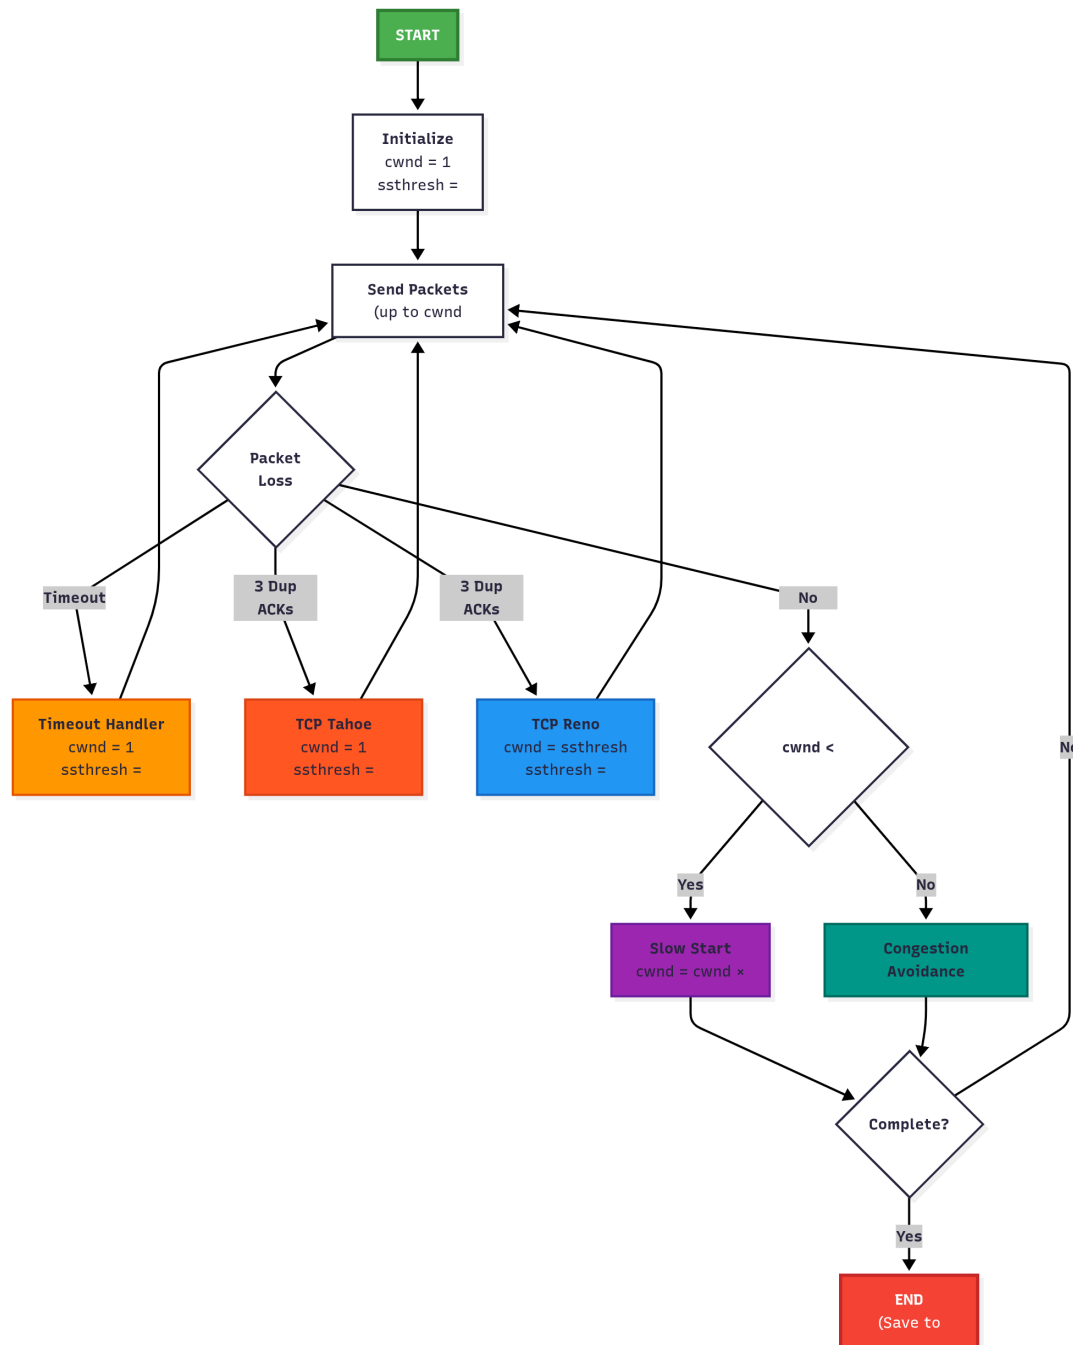 START
Initialize
cwnd = 1
ssthresh =
Send Packets
(up to cwnd
Packet
Loss
Timeout
3 Dup
ACKs
3 Dup
ACKs
No
Timeout Handler
cwnd = 1
ssthresh =
TCP Tahoe
cwnd = 1
ssthresh =
TCP Reno
cwnd = ssthresh
ssthresh =
cwnd <
No
Yes
No
Slow Start
cwnd = cwnd ×
Congestion
Avoidance
Complete?
Yes
END
(Save to